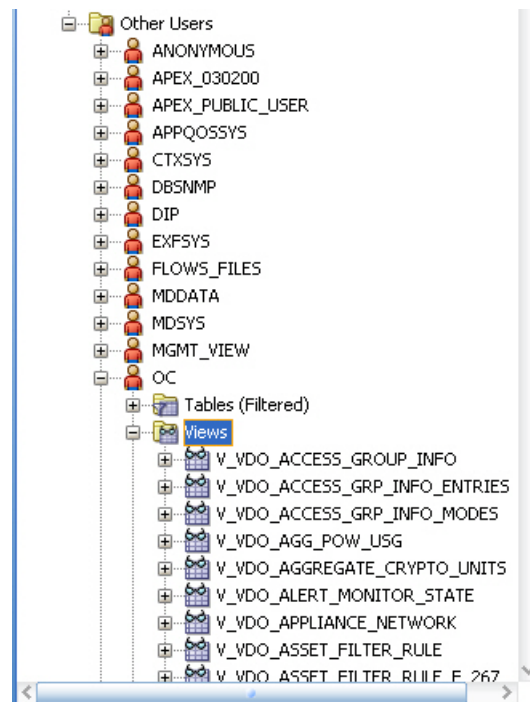 Other Users
ANONYMOUS
APEX_030200
APEX_PUBLIC_USER
APPQOSSYS
CTXSYS
DBSNMP
DIP
EXFSYS
FLOWS_FILES
MDDATA
MDSYS
MGMT_VIEW
OC
Tables (Filtered)
Views
V_VDO_ACCESS_GROUP_INFO
V_VDO_ACCESS_GRP_INFO_ENTRIES
V_VDO_ACCESS_GRP_INFO_MODES
V_VDO_AGG_POW_USG
V_VDO_AGGREGATE_CRYPTO_UNITS
V_VDO_ALERT_MONITOR_STATE
V_VDO_APPLIANCE_NETWORK
V_VDO_ASSET_FILTER_RULE
V_VDO_ASSET_FILTER_RULE_E_267